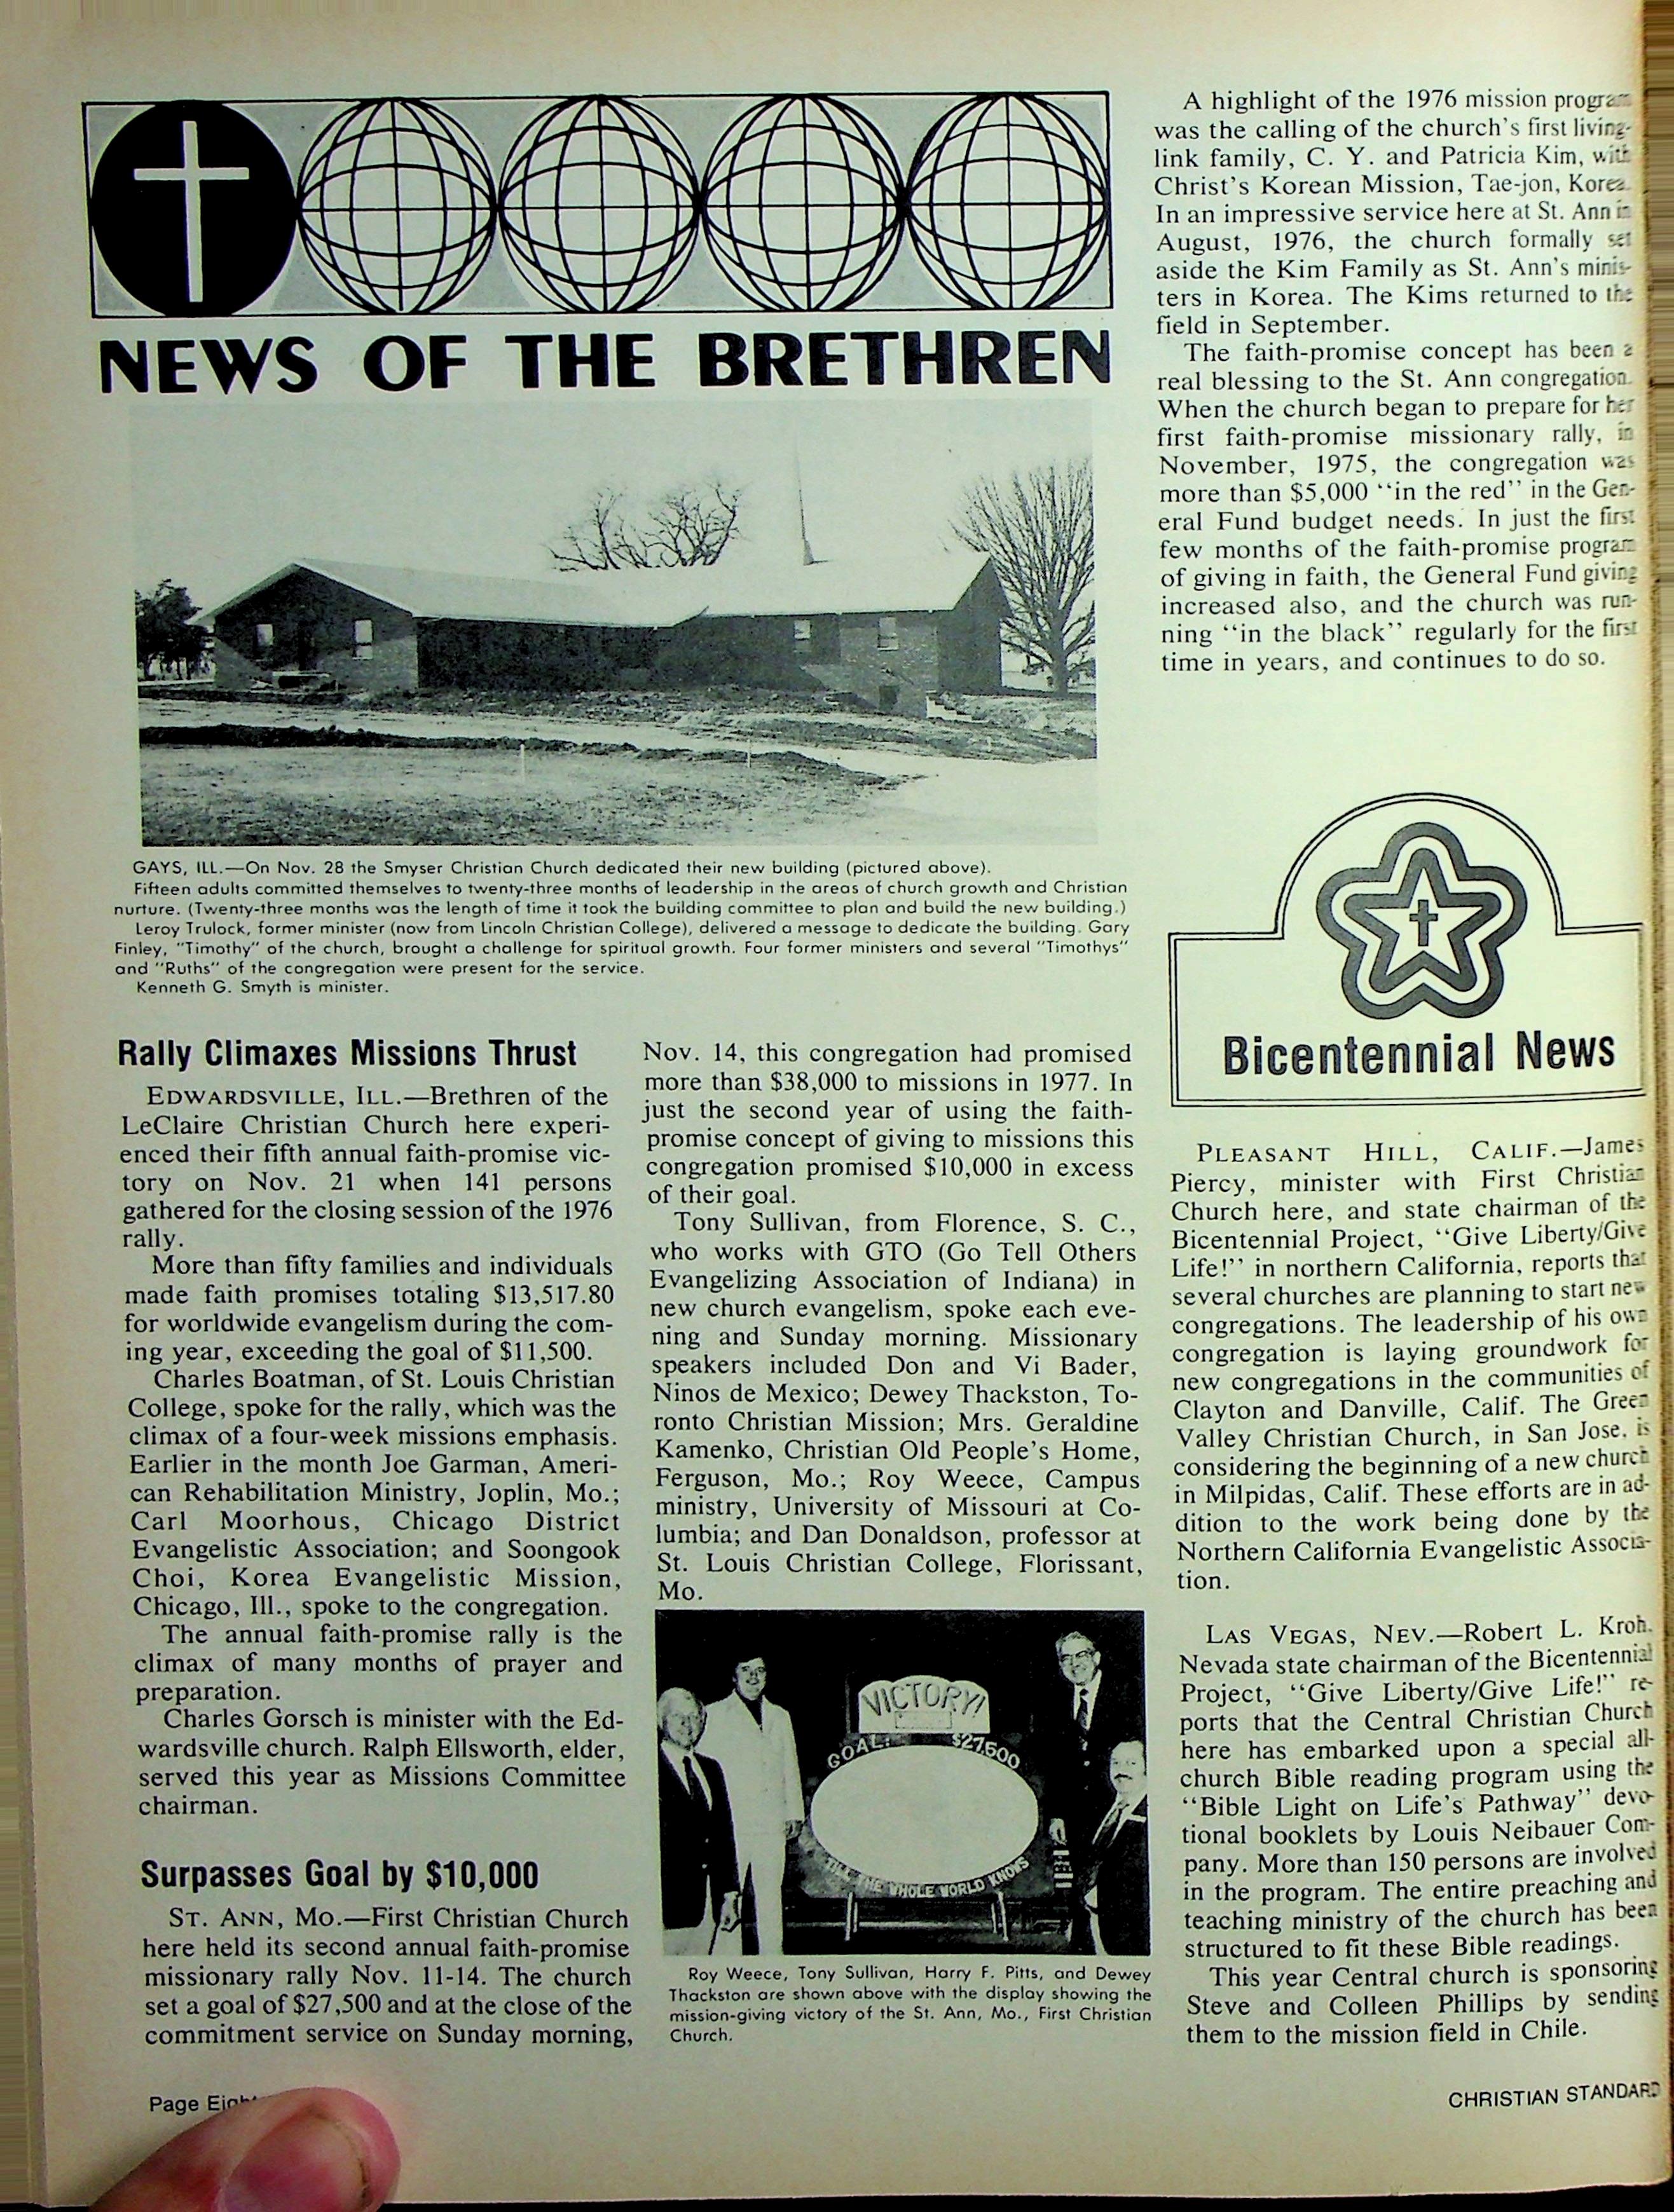 NEWS OF THE BRETHREN
GAYS, ILL.—On Nov. 28 the Smyser Christian Church dedicated their new building (pictured above).
Fifteen adults committed themselves to twenty-three months of leadership in the areas of church growth and Christian
nurture. (Twenty-three months was the length of time it took the building committee to plan and build the new building.)
Leroy Trulock, former minister (now from Lincoln Christian College), delivered a message to dedicate the building. Gary
Finley, "Timothy" of the church, brought a challenge for spiritual growth. Four former ministers and several "Timothys"
and "Ruths" of the congregation were present for the service.
Kenneth G. Smyth is minister.
Rally Climaxes Missions Thrust
EDWARDSVILLE, ILL.—Brethren of the
LeClaire Christian Church here experi-
enced their fifth annual faith-promise vic-
tory on Nov. 21 when 141 persons
gathered for the closing session of the 1976
rally.
More than fifty families and individuals
made faith promises totaling $13,517.80
for worldwide evangelism during the com-
ing year, exceeding the goal of $11,500.
Charles Boatman, of St. Louis Christian
College, spoke for the rally, which was the
climax of a four-week missions emphasis.
Earlier in the month Joe Garman, Ameri-
can Rehabilitation Ministry, Joplin, Mo.;
Carl Moorhous, Chicago District
Evangelistic Association; and Soongook
Choi, Korea Evangelistic Mission,
Chicago, Ill., spoke to the congregation.
The annual faith-promise rally is the
climax of many months of prayer and
preparation.
Charles Gorsch is minister with the Ed-
wardsville church. Ralph Ellsworth, elder,
served this year as Missions Committee
chairman.
Surpasses Goal by $10,000
ST. ANN, MO.—First Christian Church
here held its second annual faith-promise
missionary rally Nov. 11-14. The church
set a goal of $27,500 and at the close of the
commitment service on Sunday morning,
Nov. 14, this congregation had promised
more than $38,000 to missions in 1977. In
just the second year of using the faith-
promise concept of giving to missions this
congregation promised $10,000 in excess
of their goal.
Tony Sullivan, from Florence, S. C.,
who works with GTO (Go Tell Others
Evangelizing Association of Indiana) in
new church evangelism, spoke each eve-
ning and Sunday morning. Missionary
speakers included Don and Vi Bader,
Ninos de Mexico; Dewey Thackston, To-
ronto Christian Mission; Mrs. Geraldine
Kamenko, Christian Old People's Home,
Ferguson, Mo.; Roy Weece, Campus
ministry, University of Missouri at Co-
lumbia; and Dan Donaldson, professor at
St. Louis Christian College, Florissant,
Mo.
VICTORY!
GOAL: $27,500
TILL THE WHOLE WORLD KNOWS
Roy Weece, Tony Sullivan, Harry F. Pitts, and Dewey
Thackston are shown above with the display showing the
mission-giving victory of the St. Ann, Mo., First Christian
Church.
A highlight of the 1976 mission program
was the calling of the church's first living-
link family, C. Y. and Patricia Kim, with
Christ's Korean Mission, Tae-jon, Korea.
In an impressive service here at St. Ann in
August, 1976, the church formally set
aside the Kim Family as St. Ann's minis-
ters in Korea. The Kims returned to the
field in September.
The faith-promise concept has been a
real blessing to the St. Ann congregation.
When the church began to prepare for her
first faith-promise missionary rally, in
November, 1975, the congregation was
more than $5,000 "in the red" in the Gen-
eral Fund budget needs. In just the first
few months of the faith-promise program
of giving in faith, the General Fund giving
increased also, and the church was run-
ning "in the black" regularly for the first
time in years, and continues to do so.
Bicentennial News
PLEASANT HILL, CALIF.—James
Piercy, minister with First Christian
Church here, and state chairman of the
Bicentennial Project, "Give Liberty/Give
Life!" in northern California, reports that
several churches are planning to start new
congregations. The leadership of his own
congregation is laying groundwork for
new congregations in the communities of
Clayton and Danville, Calif. The Green
Valley Christian Church, in San Jose, is
considering the beginning of a new church
in Milpidas, Calif. These efforts are in ad-
dition to the work being done by the
Northern California Evangelistic Associa-
tion.
LAS VEGAS, NEV.—Robert L. Kroh,
Nevada state chairman of the Bicentennial
Project, "Give Liberty/Give Life!" re-
ports that the Central Christian Church
here has embarked upon a special all-
church Bible reading program using the
"Bible Light on Life's Pathway" devo-
tional booklets by Louis Neibauer Com-
pany. More than 150 persons are involved
in the program. The entire preaching and
teaching ministry of the church has been
structured to fit these Bible readings.
This year Central church is sponsoring
Steve and Colleen Phillips by sending
them to the mission field in Chile.
Page
CHRISTIAN STANDARD